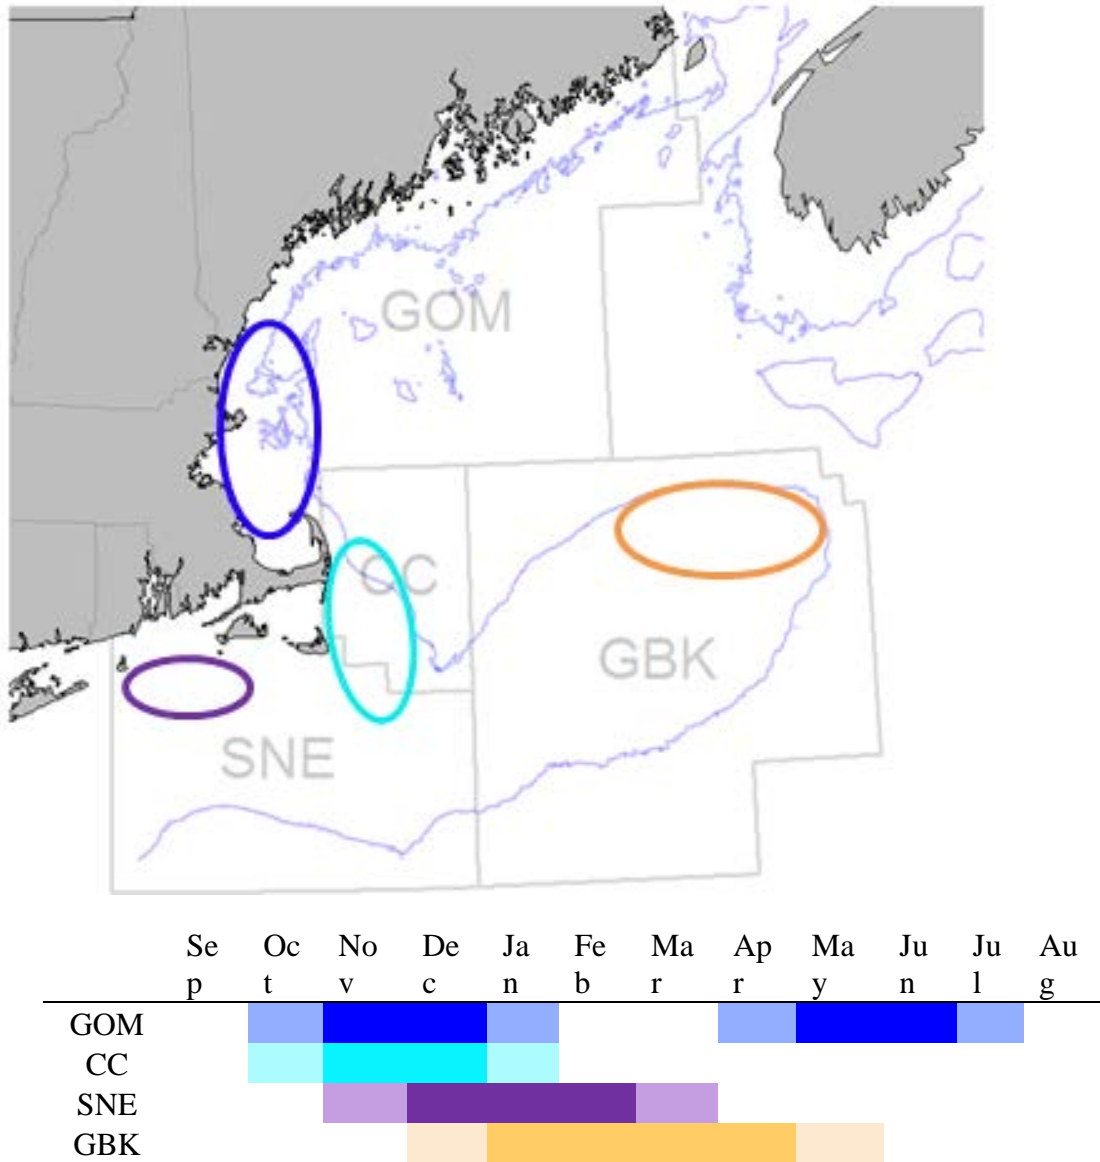 GOM
CC
GBK
SNE
Se Oc No De Ja Fe Ma Ap Ma Ju Ju Au
p t v c n b r r y n l g
GOM
CC
SNE
GBK